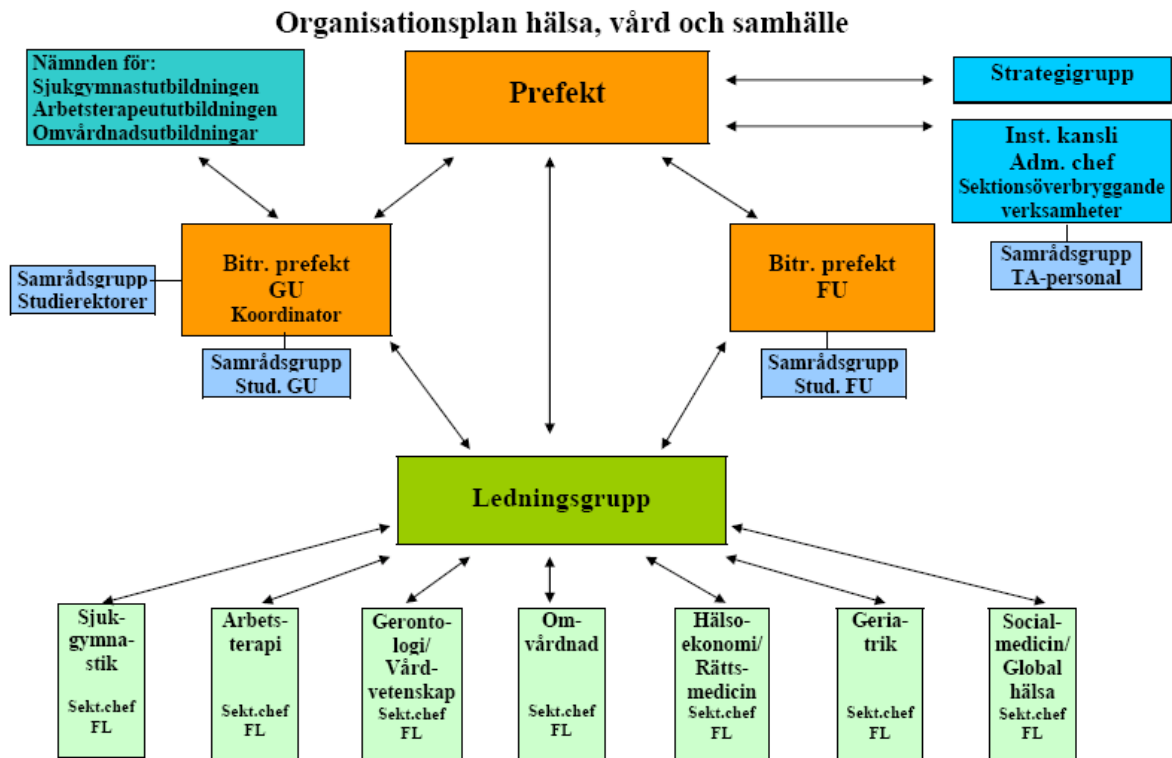 Organisationsplan hälsa, vård och samhälle
Nämnden för:
Sjukgymnastutbildningen
Arbetsterapeututbildningen
Omvårdnadsutbildningar
Prefekt
Strategigrupp
Inst. kansli
Adm. chef
Sektionsöverbryggande
verksamheter
Samrådsgrupp
TA-personal
Samrådsgrupp
Studierektorer
Bitr. prefekt
GU
Koordinator
Samrådsgrupp
Stud. GU
Bitr. prefekt
FU
Samrådsgrupp
Stud. FU
Ledningsgrupp
Sjuk-
gymna-
stik
Sekt.chef
FL
Arbets-
terapi
Sekt.chef
FL
Geronto-
logi/
Vård-
vetenskap
Sekt.chef
FL
Om-
vårdnad
Sekt.chef
FL
Hälso-
ekonomi/
Rätts-
medicin
Sekt.chef
FL
Geria-
trik
Sekt.chef
FL
Social-
medicin/
Global
hälsa
Sekt.chef
FL